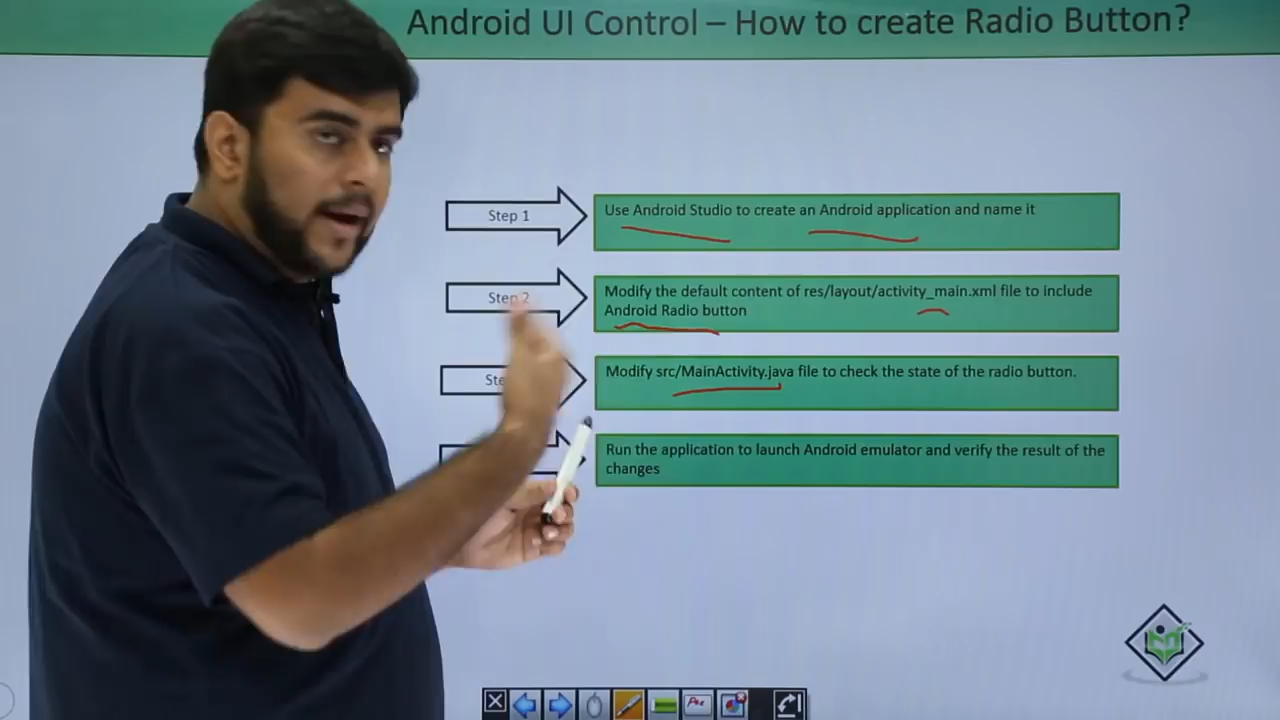 Android UI Control – How to create Radio Button?
Step 1
Use Android Studio to create an Android application and name it
Step 2
Modify the default content of res/layout/activity_main.xml file to include
Android Radio button
Ste
Modify src/MainActivity.java file to check the state of the radio button.
Run the application to launch Android emulator and verify the result of the
changes